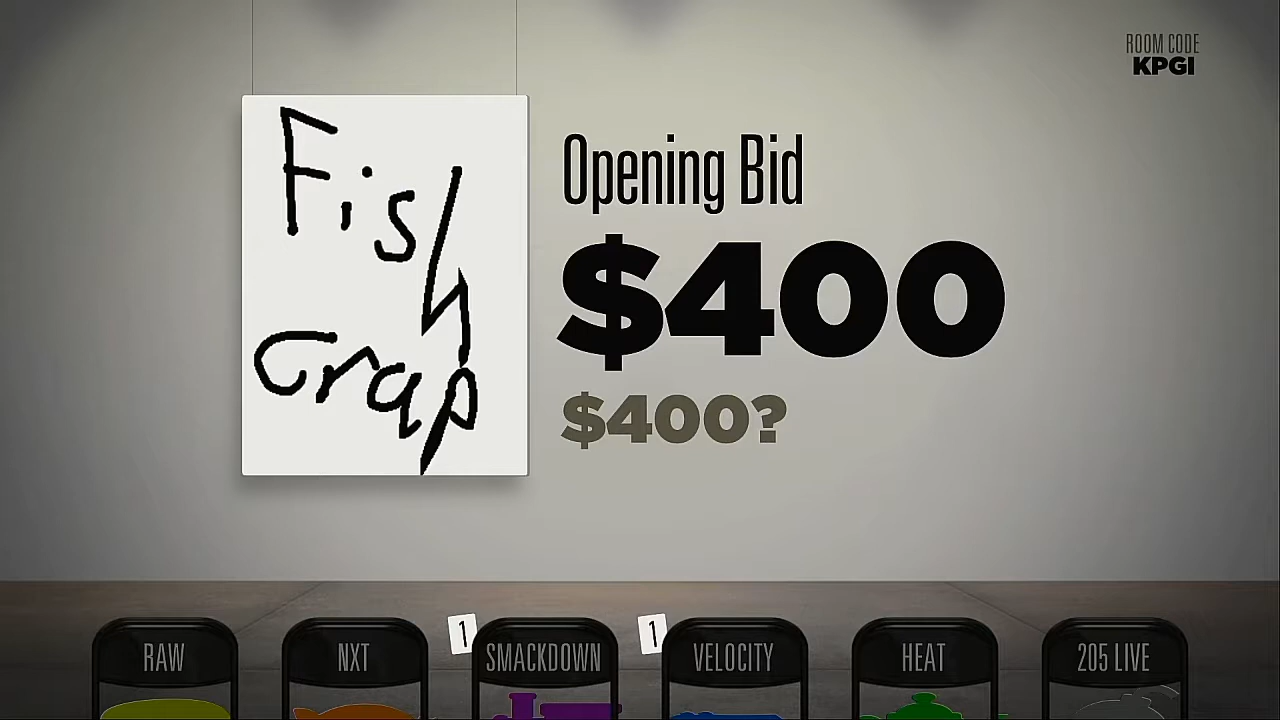 ROOM CODE
KPGI
Fish
Crap
Opening Bid
$400
$400?
1
1
RAW
NXT
SMACKDOWN
VELOCITY
HEAT
205 LIVE